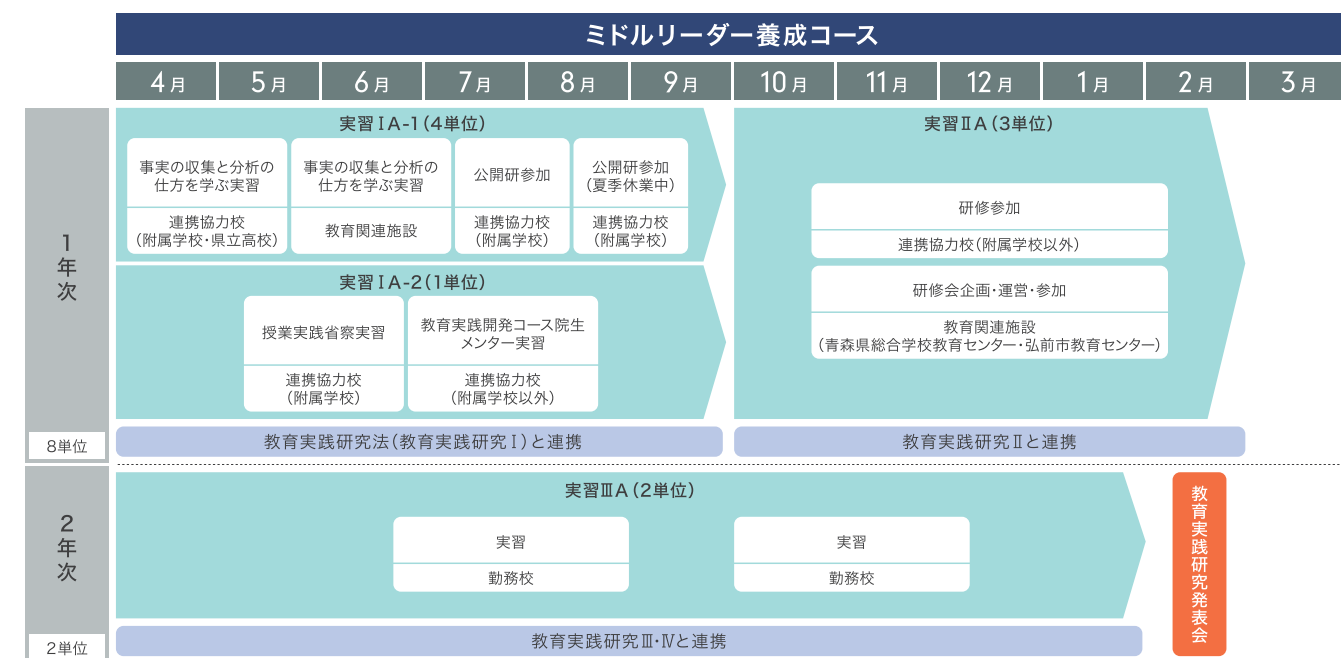 ミドルリーダー養成コース
4月 5月 6月 7月 8月 9月 10月 11月 12月 1月 2月 3月
1年次
8単位
実習ⅠA-1(4単位)
事実の収集と分析の
仕方を学ぶ実習
連携協力校
(附属学校・県立高校)
事実の収集と分析の
仕方を学ぶ実習
教育関連施設
公開研参加
連携協力校
(附属学校)
公開研参加
(夏季休業中)
連携協力校
(附属学校)
実習ⅠA-2(1単位)
授業実践省察実習
連携協力校
(附属学校)
教育実践開発コース院生
メンター実習
連携協力校
(附属学校以外)
教育実践研究法(教育実践研究Ⅰ)と連携
実習ⅡA(3単位)
研修参加
連携協力校(附属学校以外)
研修会企画・運営・参加
教育関連施設
(青森県総合学校教育センター・弘前市教育センター)
教育実践研究Ⅱと連携
2年次
2単位
実習ⅢA(2単位)
実習
勤務校
実習
勤務校
教育実践研究Ⅲ・Ⅳと連携
教育実践研究発表会